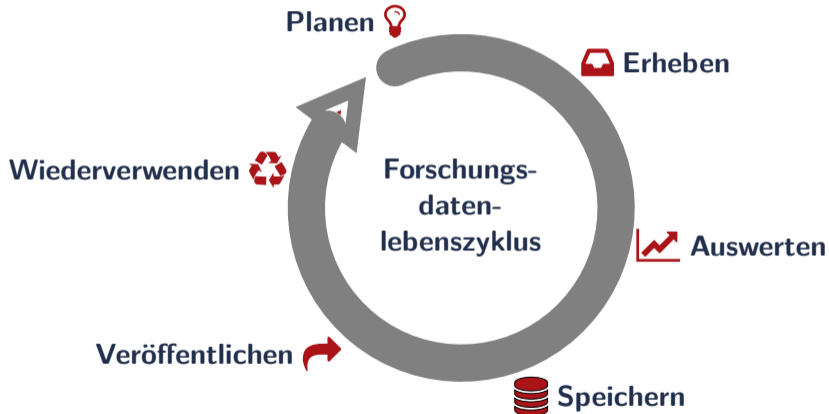 Planen
Erheben
Wiederverwenden
Forschungs-
daten-
lebenszyklus
Auswerten
Veröffentlichen
Speichern